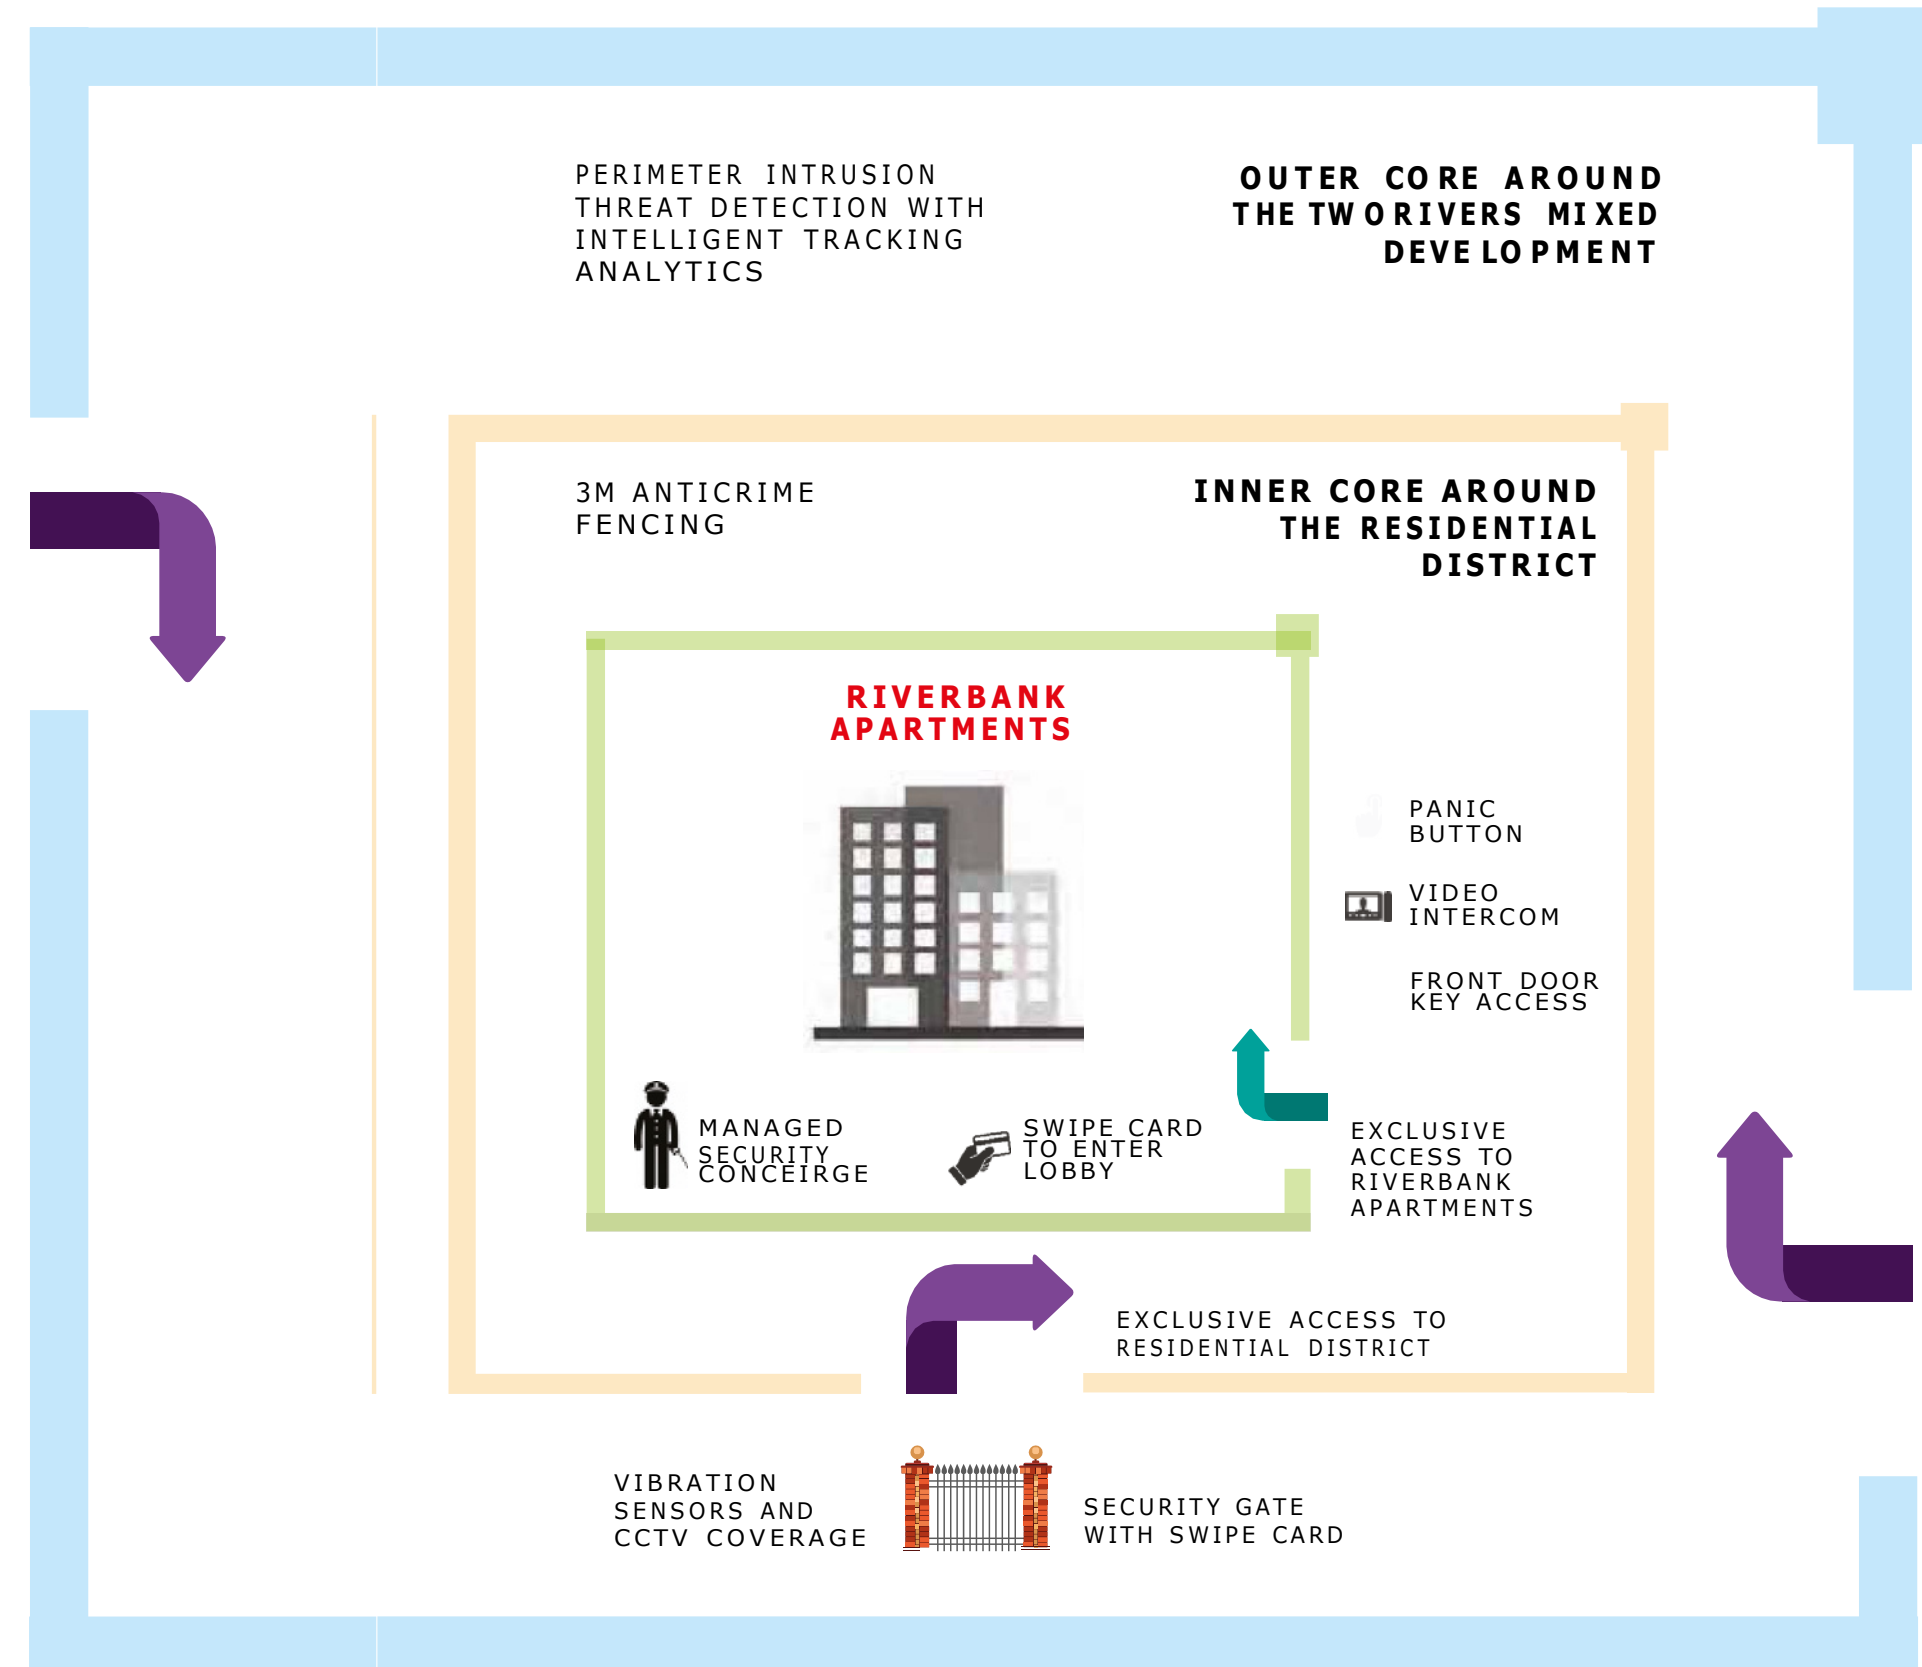 PERIMETER INTRUSION
THREAT DETECTION WITH
INTELLIGENT TRACKING
ANALYTICS
OUTER CORE AROUND
THE TWO RIVERS MIXED
DEVELOPMENT
3M ANTICRIME
FENCING
INNER CORE AROUND
THE RESIDENTIAL
DISTRICT
RIVERBANK
APARTMENTS
PANIC
BUTTON
VIDEO
INTERCOM
FRONT DOOR
KEY ACCESS
MANAGED
SECURITY
CONCEIRGE
SWIPE CARD
TO ENTER
LOBBY
EXCLUSIVE
ACCESS TO
RIVERBANK
APARTMENTS
EXCLUSIVE ACCESS TO
RESIDENTIAL DISTRICT
VIBRATION
SENSORS AND
CCTV COVERAGE
SECURITY GATE
WITH SWIPE CARD